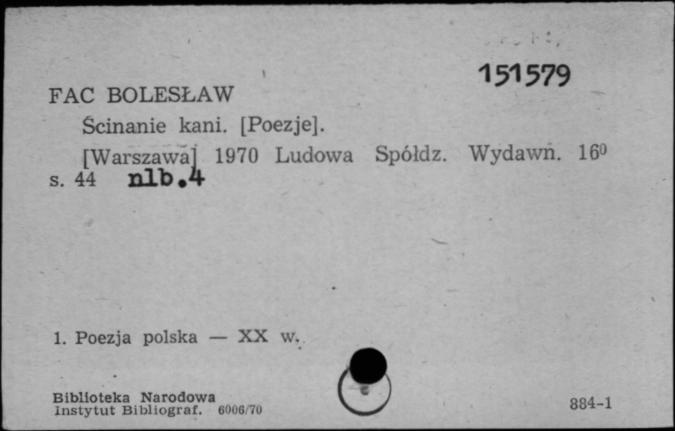 151579
FAC BOLESŁAW
Ścinanie kani. [Poezje].
[Warszawa] 1970 Ludowa Spółdz. Wydawn. 16⁰
s. 44 nlb.4
1. Poezja polska — XX w.
Biblioteka Narodowa
Instytut Bibliograf. 6006/70
884-1